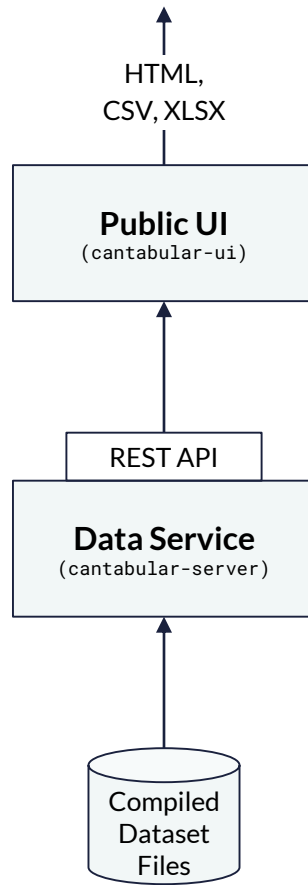 HTML,
CSV, XLSX
Public UI
(cantabular-ui)
REST API
Data Service
(cantabular-server)
Compiled
Dataset
Files